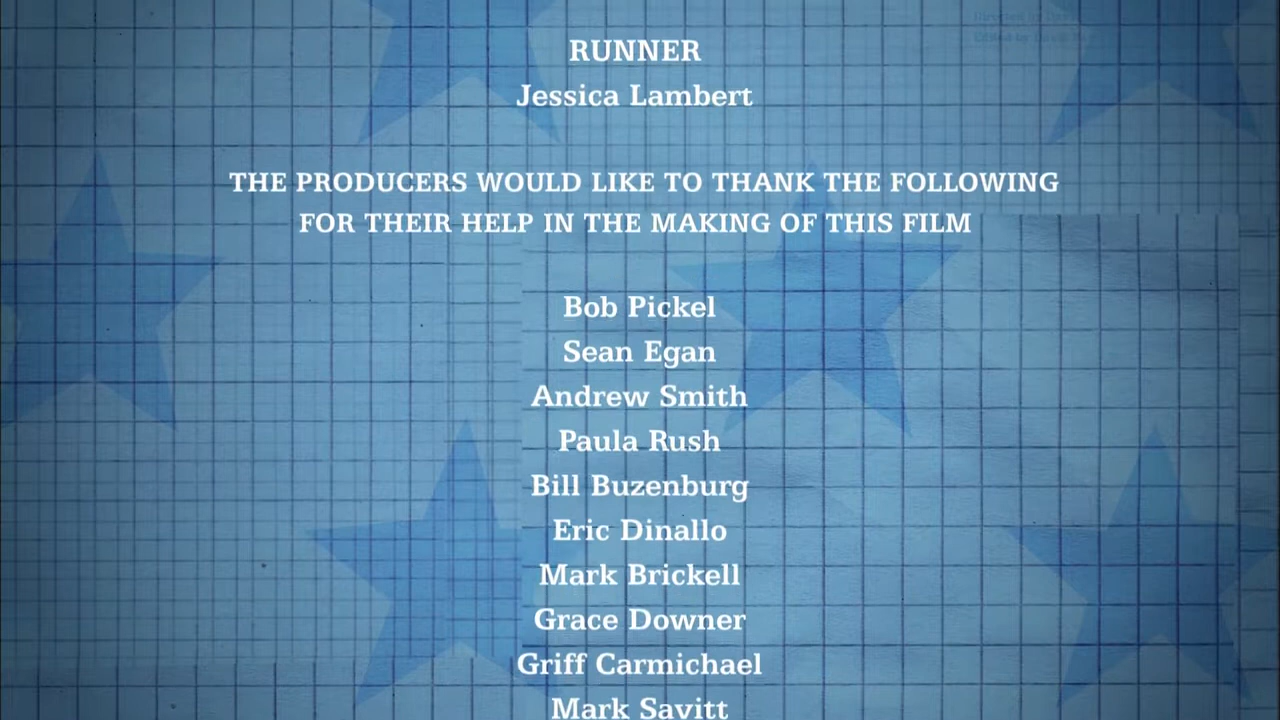 RUNNER
Jessica Lambert
THE PRODUCERS WOULD LIKE TO THANK THE FOLLOWING
FOR THEIR HELP IN THE MAKING OF THIS FILM
Bob Pickel
Sean Egan
Andrew Smith
Paula Rush
Bill Buzenburg
Eric Dinallo
Mark Brickell
Grace Downer
Griff Carmichael
Mark Savitt